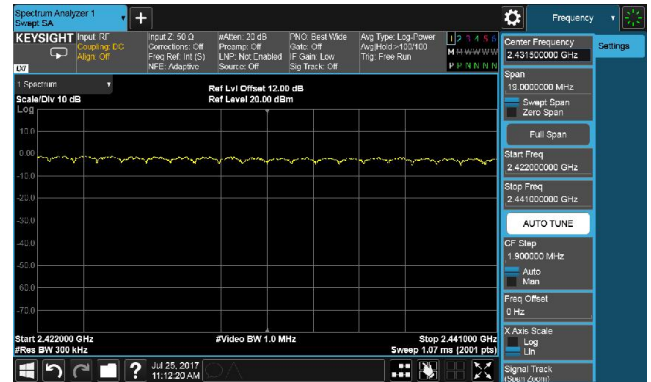 Spectrum Analyzer 1
Swept SA
+
Frequency
KEYSIGHT
Input: RF
Coupling: DC
Align: Off
Input Z: 50 Ω
Corrections: Off
Freq Ref: Int (S)
NFE: Adaptive
#Atten: 20 dB
Preamp: Off
LNP: Not Enabled
Source: Off
PNO: Best Wide
Gate: Off
IF Gain: Low
Sig Track: Off
Avg Type: Log-Power
Avg|Hold:>100/100
Trig: Free Run
1 2 3 4 5 6
M W W W W W
P P N N N N
LXI
1 Spectrum
Scale/Div 10 dB
Ref Lvl Offset 12.00 dB
Ref Level 20.00 dBm
Log
10.0
0.00
-10.0
-20.0
-30.0
-40.0
-50.0
-60.0
-70.0
Start 2.422000 GHz
#Res BW 300 kHz
#Video BW 1.0 MHz
Stop 2.441000 GHz
Sweep 1.07 ms (2001 pts)
?
Jul 25, 2017
11:12:20 AM
Center Frequency
2.431500000 GHz
Settings
Span
19.0000000 MHz
Swept Span
Zero Span
Full Span
Start Freq
2.422000000 GHz
Stop Freq
2.441000000 GHz
AUTO TUNE
CF Step
1.900000 MHz
Auto
Man
Freq Offset
0 Hz
X Axis Scale
Log
Lin
Signal Track
(Span Zoom)